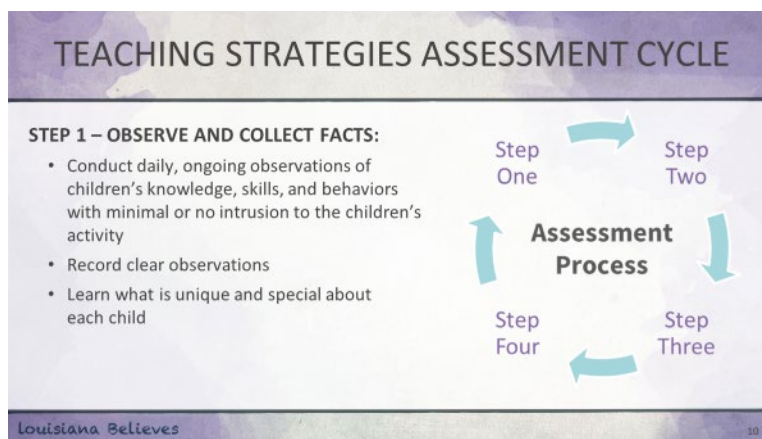 TEACHING STRATEGIES ASSESSMENT CYCLE
STEP 1 – OBSERVE AND COLLECT FACTS:
• Conduct daily, ongoing observations of
children’s knowledge, skills, and behaviors
with minimal or no intrusion to the children’s
activity
• Record clear observations
• Learn what is unique and special about
each child
Step
One
Step
Two
Assessment
Process
Step
Four
Step
Three
Louisiana Believes
10